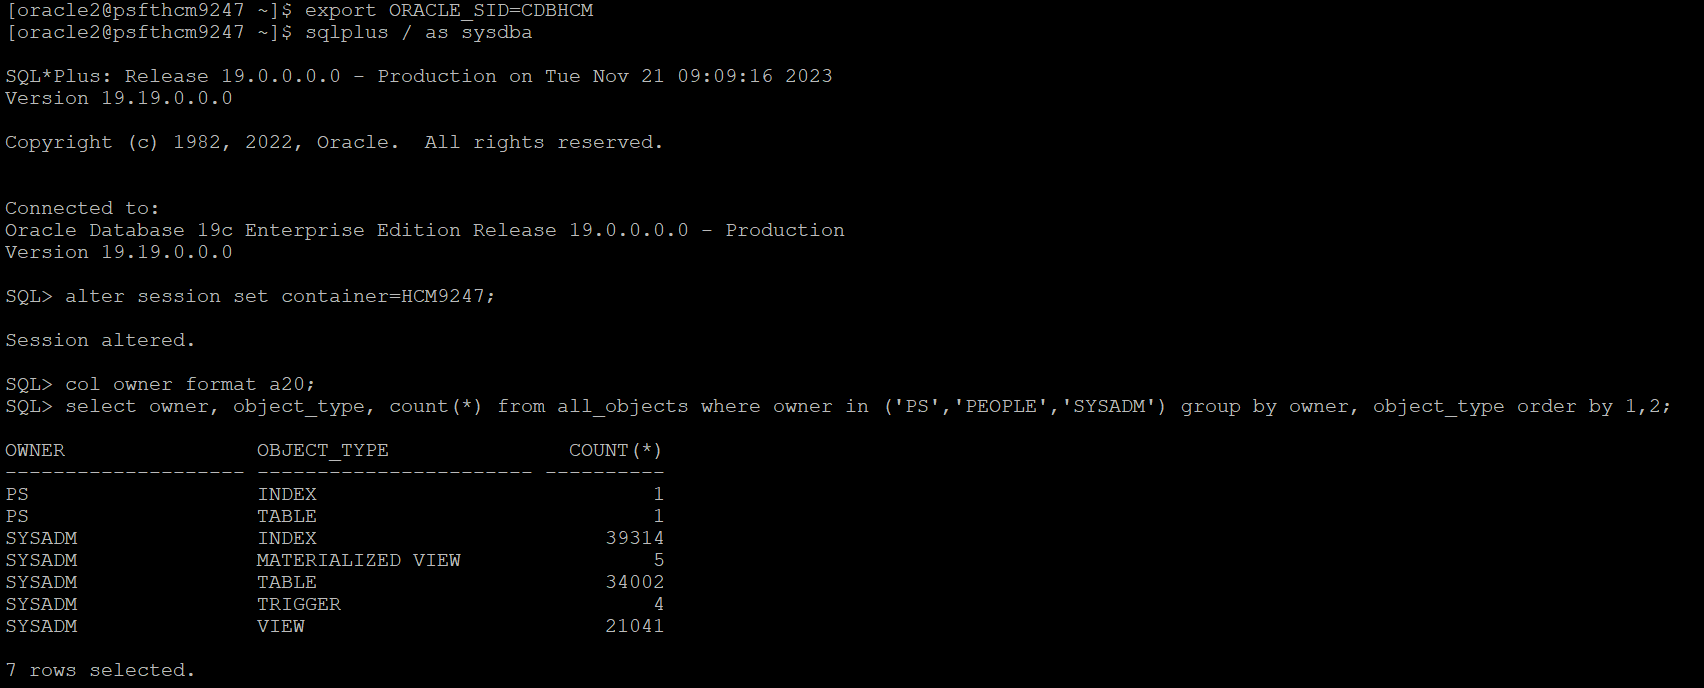 [oracle2@psfthcm9247 ~]$ export ORACLE_SID=CDBHCM
[oracle2@psfthcm9247 ~]$ sqlplus / as sysdba
SQL*Plus: Release 19.0.0.0.0 - Production on Tue Nov 21 09:09:16 2023
Version 19.19.0.0.0
Copyright (c) 1982, 2022, Oracle.  All rights reserved.
Connected to:
Oracle Database 19c Enterprise Edition Release 19.0.0.0.0 - Production
Version 19.19.0.0.0
SQL> alter session set container=HCM9247;
Session altered.
SQL> col owner format a20;
SQL> select owner, object_type, count(*) from all_objects where owner in ('PS','PEOPLE','SYSADM') group by owner, object_type order by 1,2;
OWNER                OBJECT_TYPE               COUNT(*)
-------------------- ----------------------- ----------
PS                   INDEX                            1
PS                   TABLE                            1
SYSADM               INDEX                        39314
SYSADM               MATERIALIZED VIEW                5
SYSADM               TABLE                        34002
SYSADM               TRIGGER                          4
SYSADM               VIEW                         21041
7 rows selected.